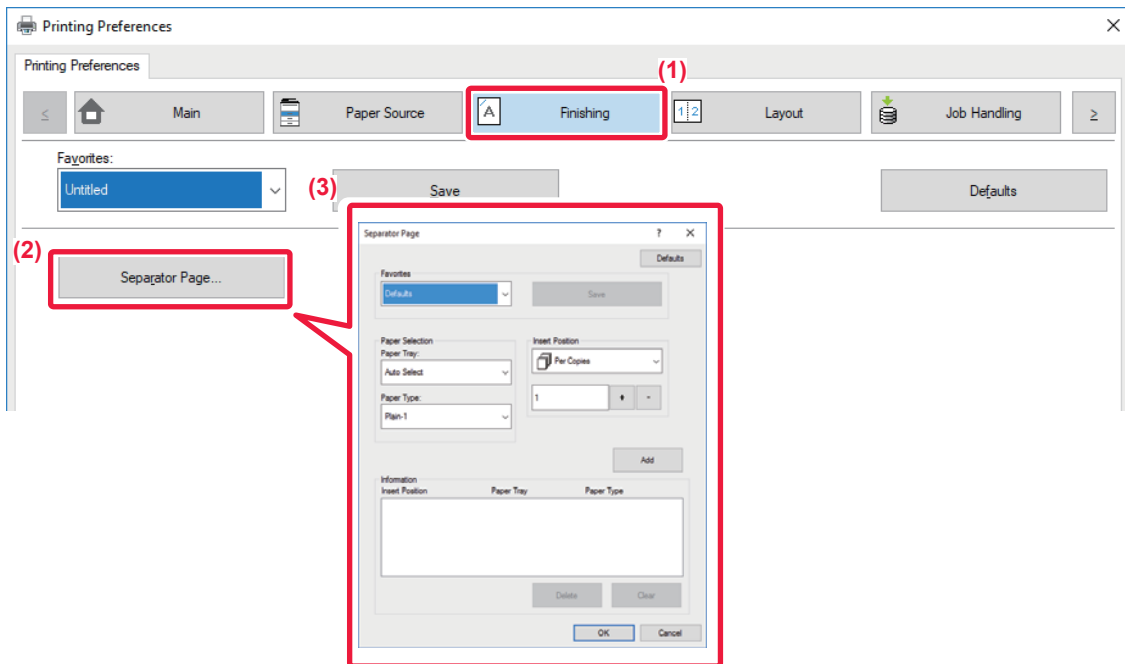 Printing Preferences
Printing Preferences
(1)
≤ Main Paper Source A Finishing 1 2 Layout Job Handling ≥
Favorites:
Untitled (3) Save Defaults
(2)
Separator Page...
Separator Page ? X
Defaults
Favorites
Defaults Save
Paper Selection Insert Position
Paper Tray: Per Copies
Auto Select
Paper Type: 1 + -
Plain-1
Add
Information
Insert Position Paper Tray Paper Type
Delete Clear
OK Cancel